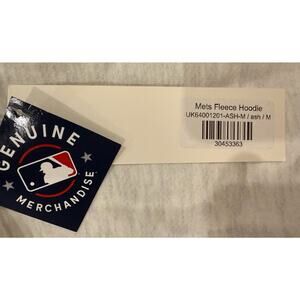 Mets Fleece Hoodie
UK64001201-ASH-M / ash / M
30453363
GENUINE
MERCHANDISE